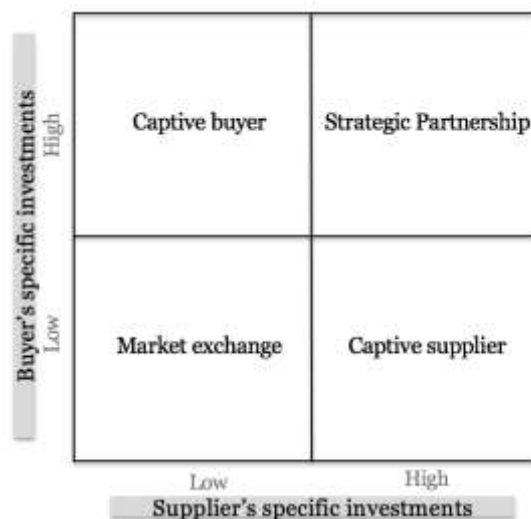 Buyer's specific investments
High
Low
Captive buyer
Strategic Partnership
Market exchange
Captive supplier
Low
High
Supplier's specific investments